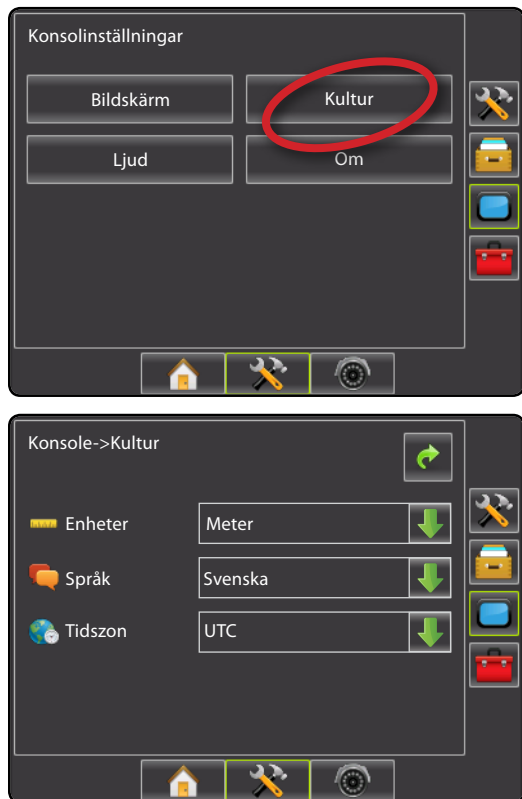 Konsolinställningar
Bildskärm
Kultur
Ljud
Om
Konsole->Kultur
Enheter
Meter
Språk
Svenska
Tidszon
UTC